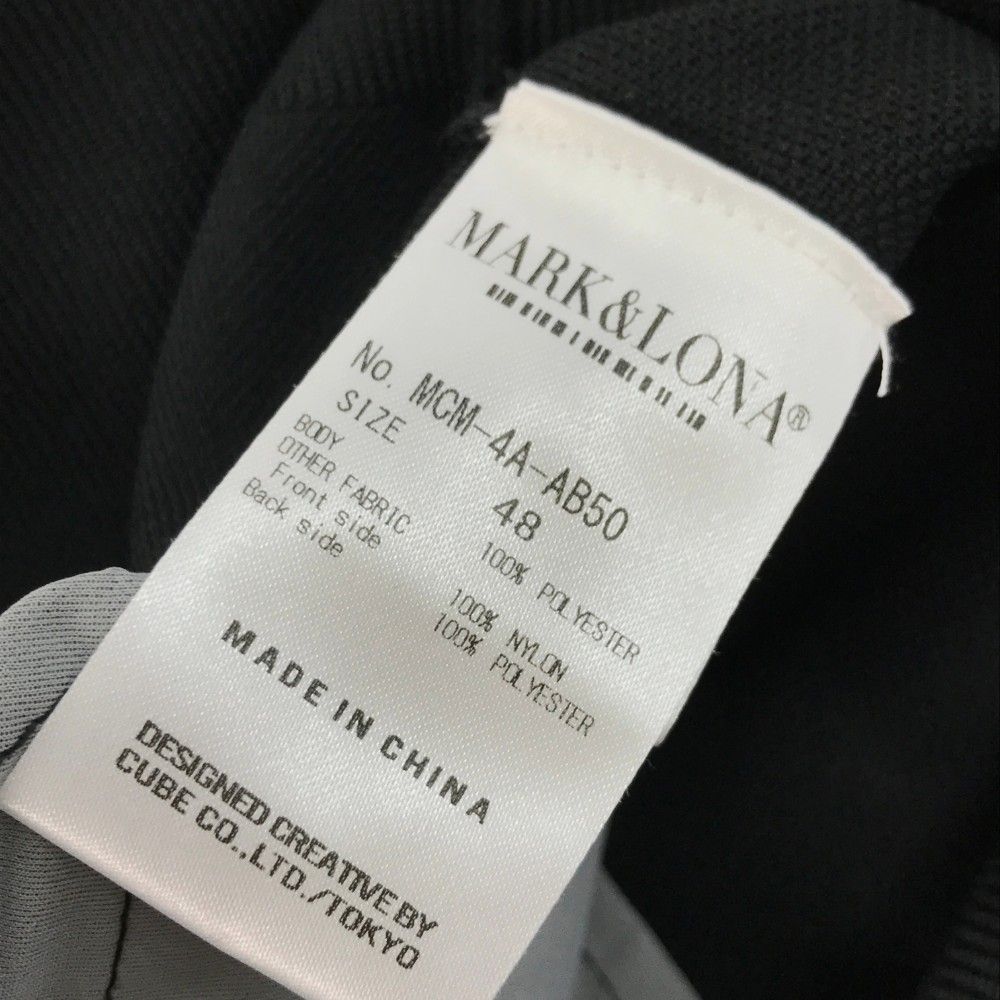 MARK&LONA®
No. MCM-4A-AB50
SIZE 48
BODY 100% POLYESTER
OTHER FABRIC
Front side 100% NYLON
Back side 100% POLYESTER
MADE IN CHINA
DESIGNED CREATIVE BY
CUBE CO.,LTD./TOKYO